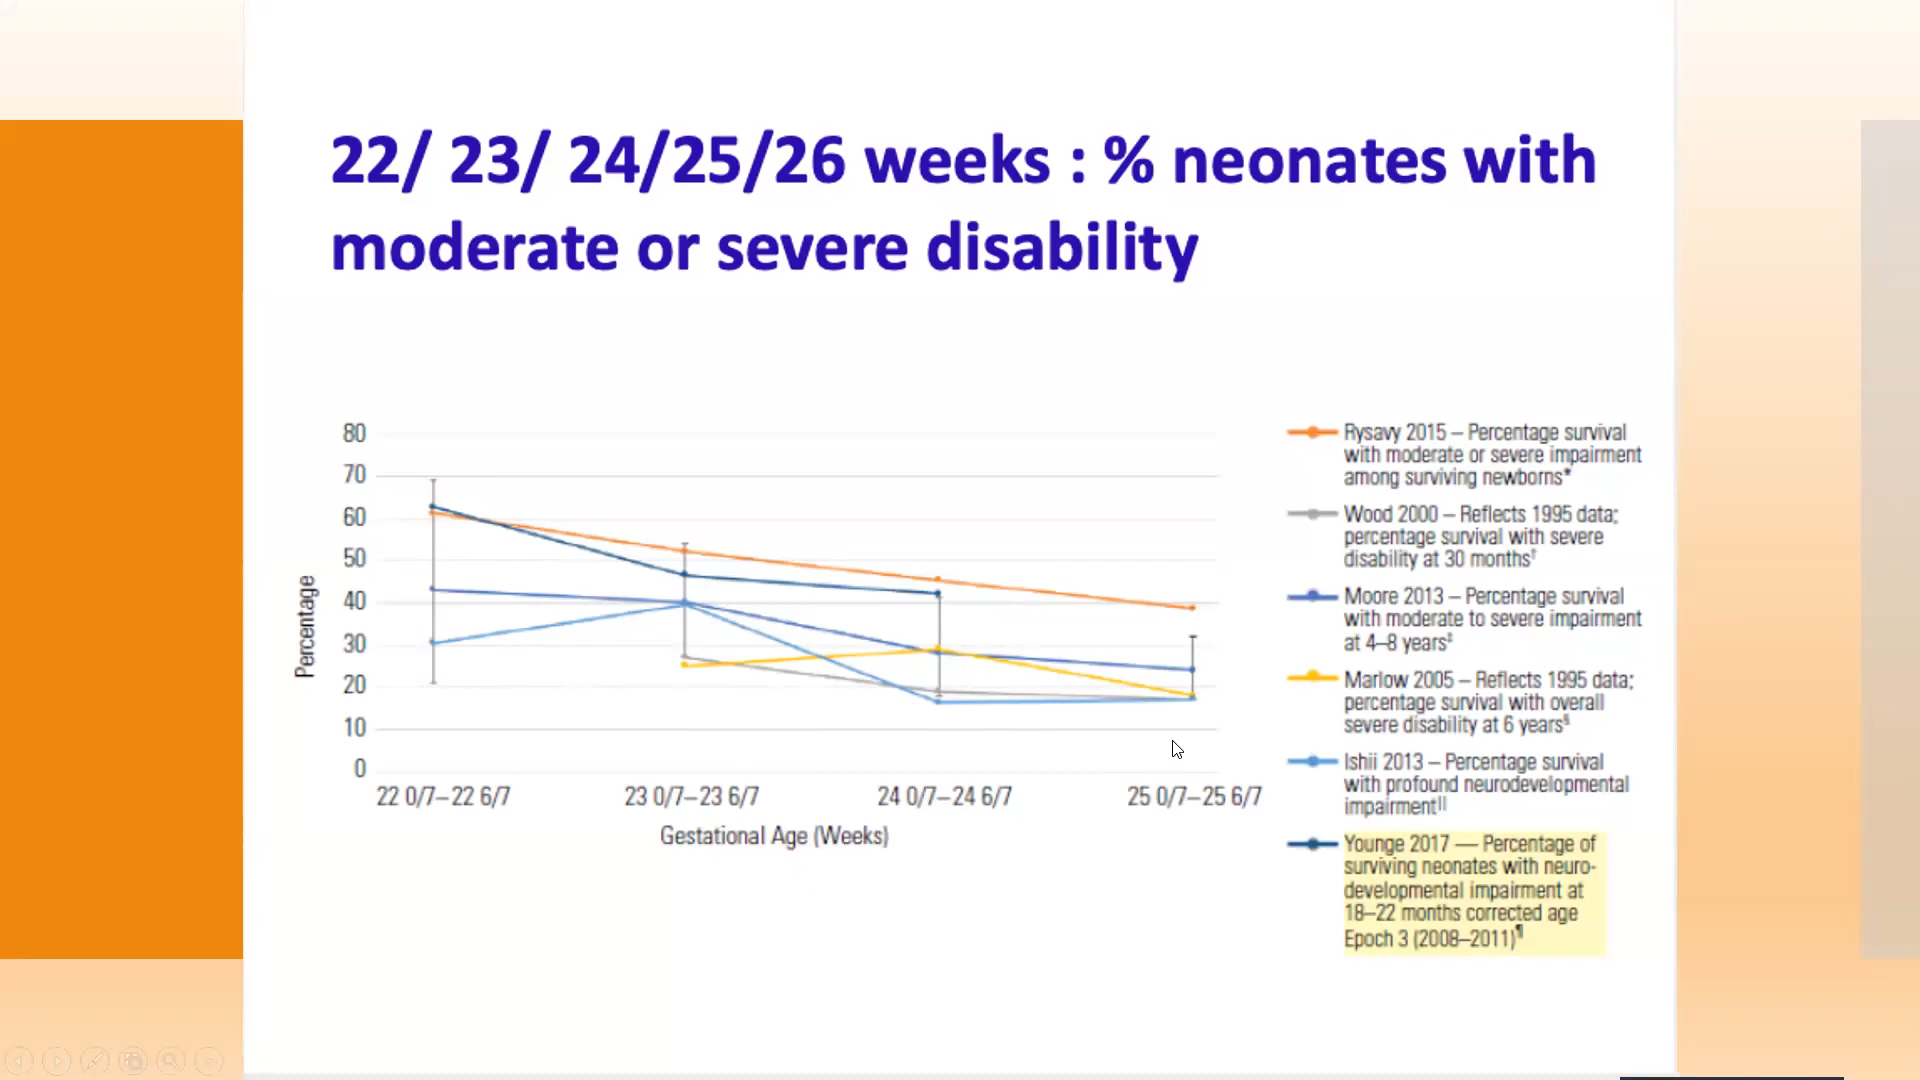 22/ 23/ 24/25/26 weeks : % neonates with
moderate or severe disability
80
70
60
50
40
30
20
10
0
Percentage
22 0/7–22 6/7
23 0/7–23 6/7
24 0/7–24 6/7
25 0/7–25 6/7
Gestational Age (Weeks)
Rysavy 2015 – Percentage survival
with moderate or severe impairment
among surviving newborns*
Wood 2000 – Reflects 1995 data;
percentage survival with severe
disability at 30 months†
Moore 2013 – Percentage survival
with moderate to severe impairment
at 4–8 years‡
Marlow 2005 – Reflects 1995 data;
percentage survival with overall
severe disability at 6 years§
Ishii 2013 – Percentage survival
with profound neurodevelopmental
impairment||
Younge 2017 — Percentage of
surviving neonates with neuro-
developmental impairment at
18–22 months corrected age
Epoch 3 (2008–2011)¶